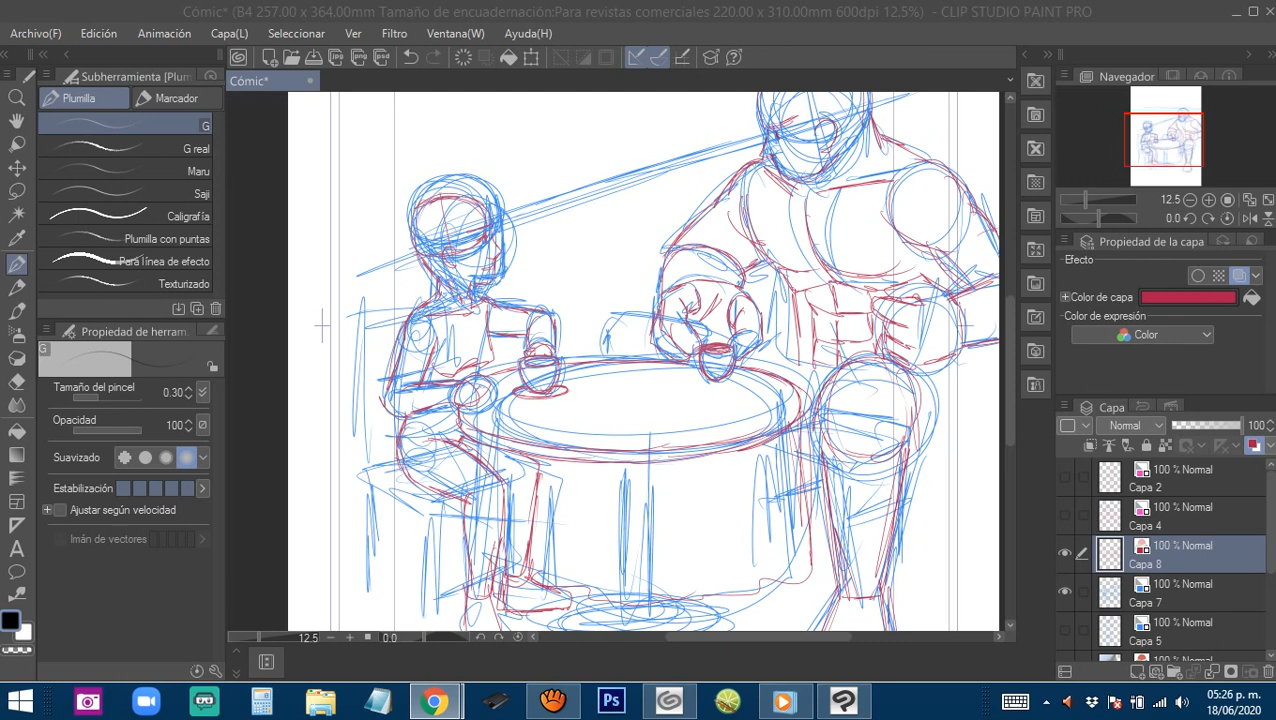 Cómic* (B4 257.00 x 364.00mm Tamaño de encuadernación:Para revistas comerciales 220.00 x 310.00mm 600dpi 12.5%) - CLIP STUDIO PAINT PRO
Archivo(F) Edición Animación Capa(L) Seleccionar Ver Filtro Ventana(W) Ayuda(H)
Subherramienta [Plum
Cómic*
Navegador
Plumilla Marcador
G
G real
Maru
Saji
Caligrafía
Plumilla con puntas
Para línea de efecto
Texturizado
12.5
0.0
Propiedad de la capa
Efecto
Color de capa
Color de expresión
Color
Propiedad de herram
G
Tamaño del pincel 0.30
Opacidad 100
Suavizado
Estabilización
Ajustar según velocidad
Imán de vectores
Capa
Normal 100
100 % Normal
Capa 2
100 % Normal
Capa 4
100 % Normal
Capa 8
100 % Normal
Capa 7
100 % Normal
Capa 5
100 % Normal
12.5 0.0
Ps
05:26 p. m.
18/06/2020